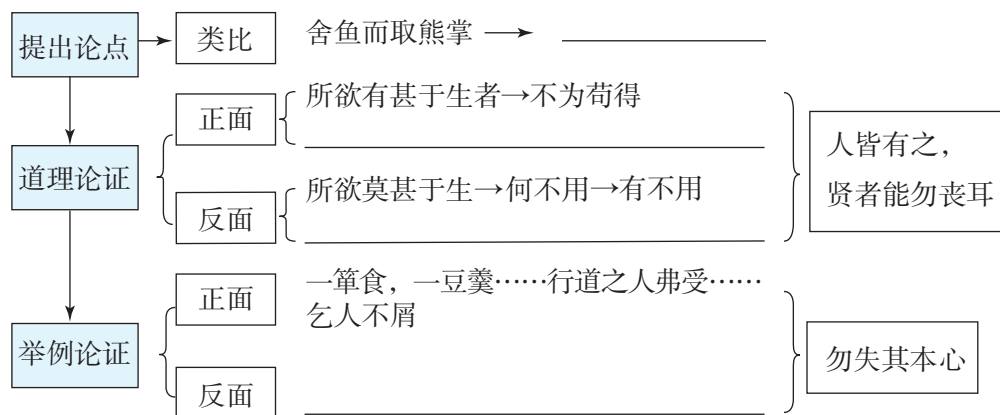 提出论点
类比
舍鱼而取熊掌
正面
所欲有甚于生者→不为苟得
道理论证
反面
所欲莫甚于生→何不用→有不用
人皆有之，
贤者能勿丧耳
正面
一箪食，一豆羹……行道之人弗受……
乞人不屑
举例论证
反面
勿失其本心